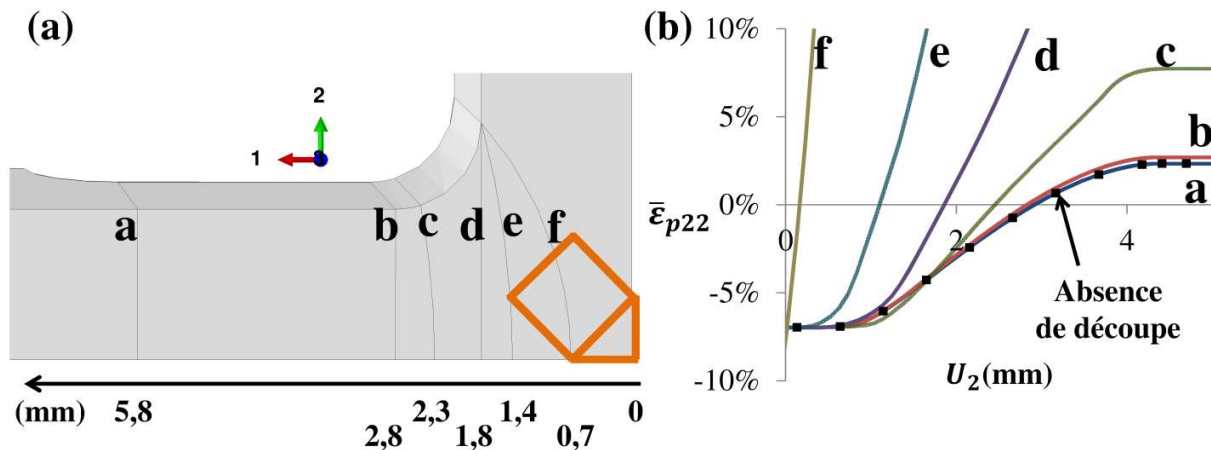 (a)
2
1
a
b
c
d
e
f
(mm)
5,8
2,8
2,3
1,8
1,4
0,7
0
(b)
10%
5%
0%
-5%
-10%
ε̄p22
0
2
4
f
e
d
c
b
a
Absence
de découpe
U2(mm)